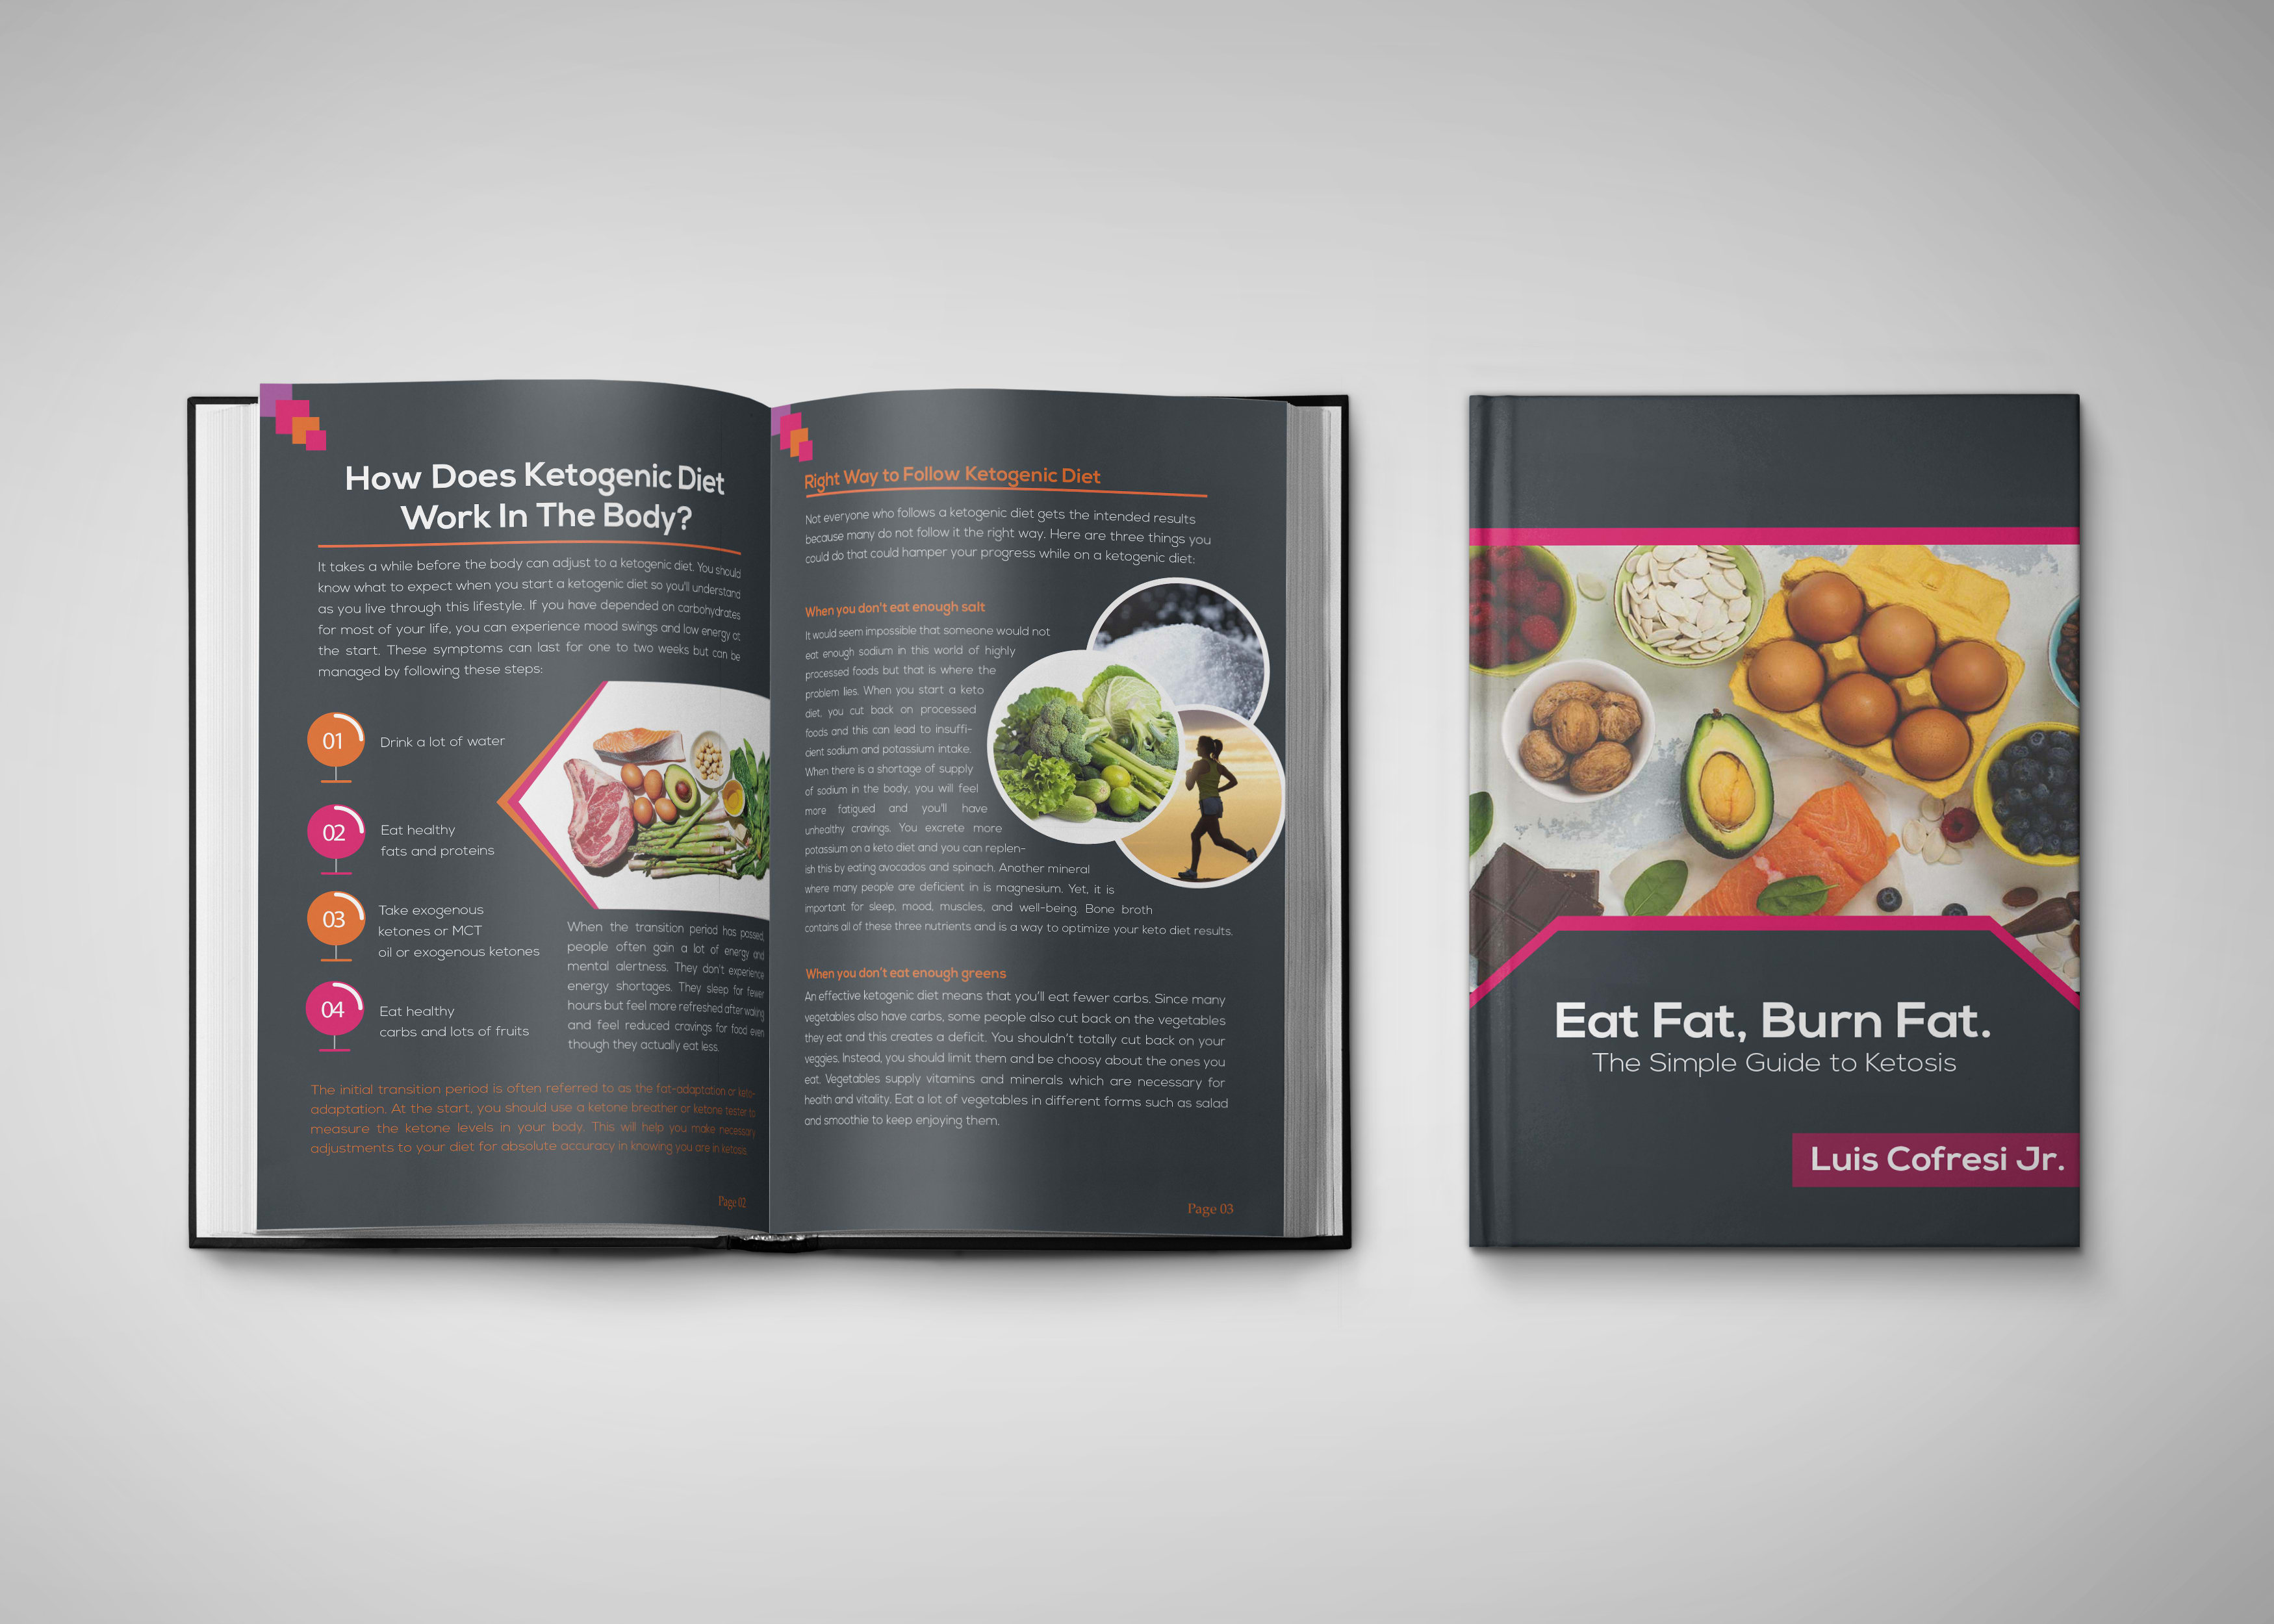 How Does Ketogenic Diet
Work In The Body?
It takes a while before the body can adjust to a ketogenic diet. You should
know what to expect when you start a ketogenic diet so you'll understand
as you live through this lifestyle. If you have depended on carbohydrates
for most of your life, you can experience mood swings and low energy at
the start. These symptoms can last for one to two weeks but can be
managed by following these steps:
01
Drink a lot of water
02
Eat healthy
fats and proteins
03
Take exogenous
ketones or MCT
oil or exogenous ketones
04
Eat healthy
carbs and lots of fruits
When the transition period has passed,
people often gain a lot of energy and
mental alertness. They don't experience
energy shortages. They sleep for fewer
hours but feel more refreshed after waking
and feel reduced cravings for food even
though they actually eat less.
The initial transition period is often referred to as the fat-adaptation or keto-
adaptation. At the start, you should use a ketone breather or ketone tester to
measure the ketone levels in your body. This will help you make necessary
adjustments to your diet for absolute accuracy in knowing you are in ketosis.
Page 02
Right Way to Follow Ketogenic Diet
Not everyone who follows a ketogenic diet gets the intended results
because many do not follow it the right way. Here are three things you
could do that could hamper your progress while on a ketogenic diet:
When you don't eat enough salt
It would seem impossible that someone would not
eat enough sodium in this world of highly
processed foods but that is where the
problem lies. When you start a keto
diet, you cut back on processed
foods and this can lead to insuffi-
cient sodium and potassium intake.
When there is a shortage of supply
of sodium in the body, you will feel
more fatigued and you'll have
unhealthy cravings. You excrete more
potassium on a keto diet and you can replen-
ish this by eating avocados and spinach. Another mineral
where many people are deficient in is magnesium. Yet, it is
important for sleep, mood, muscles, and well-being. Bone broth
contains all of these three nutrients and is a way to optimize your keto diet results.
When you don't eat enough greens
An effective ketogenic diet means that you'll eat fewer carbs. Since many
vegetables also have carbs, some people also cut back on the vegetables
they eat and this creates a deficit. You shouldn't totally cut back on your
veggies. Instead, you should limit them and be choosy about the ones you
eat. Vegetables supply vitamins and minerals which are necessary for
health and vitality. Eat a lot of vegetables in different forms such as salad
and smoothie to keep enjoying them.
Page 03
Eat Fat, Burn Fat.
The Simple Guide to Ketosis
Luis Cofresi Jr.